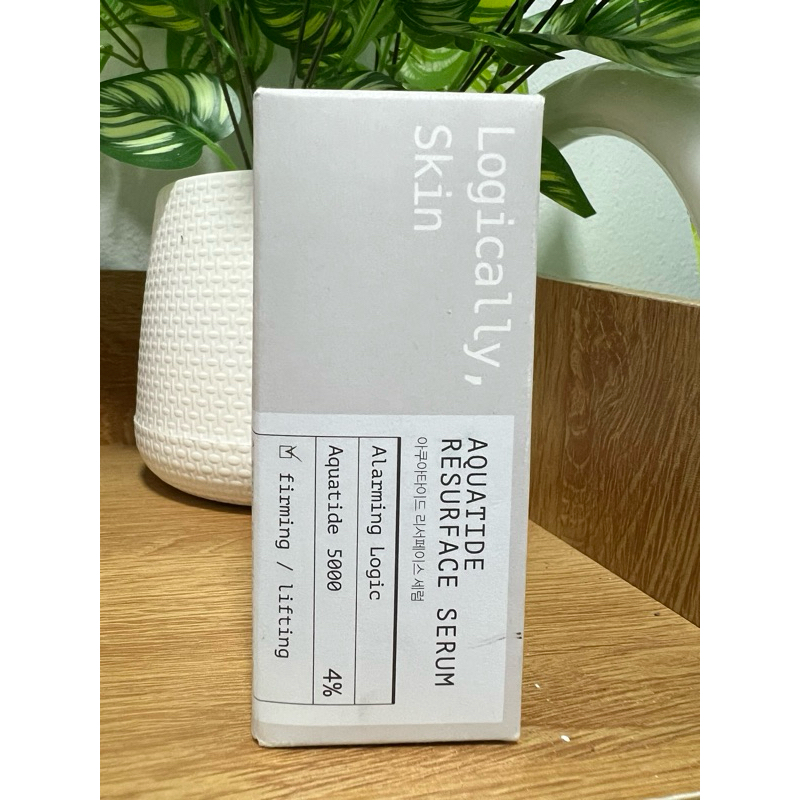 Logically,
Skin
AQUATIDE
RESURFACE SERUM
아쿠아타이드 리서페이스 세럼
Alarming Logic
Aquatide 5000 4%
firming / lifting